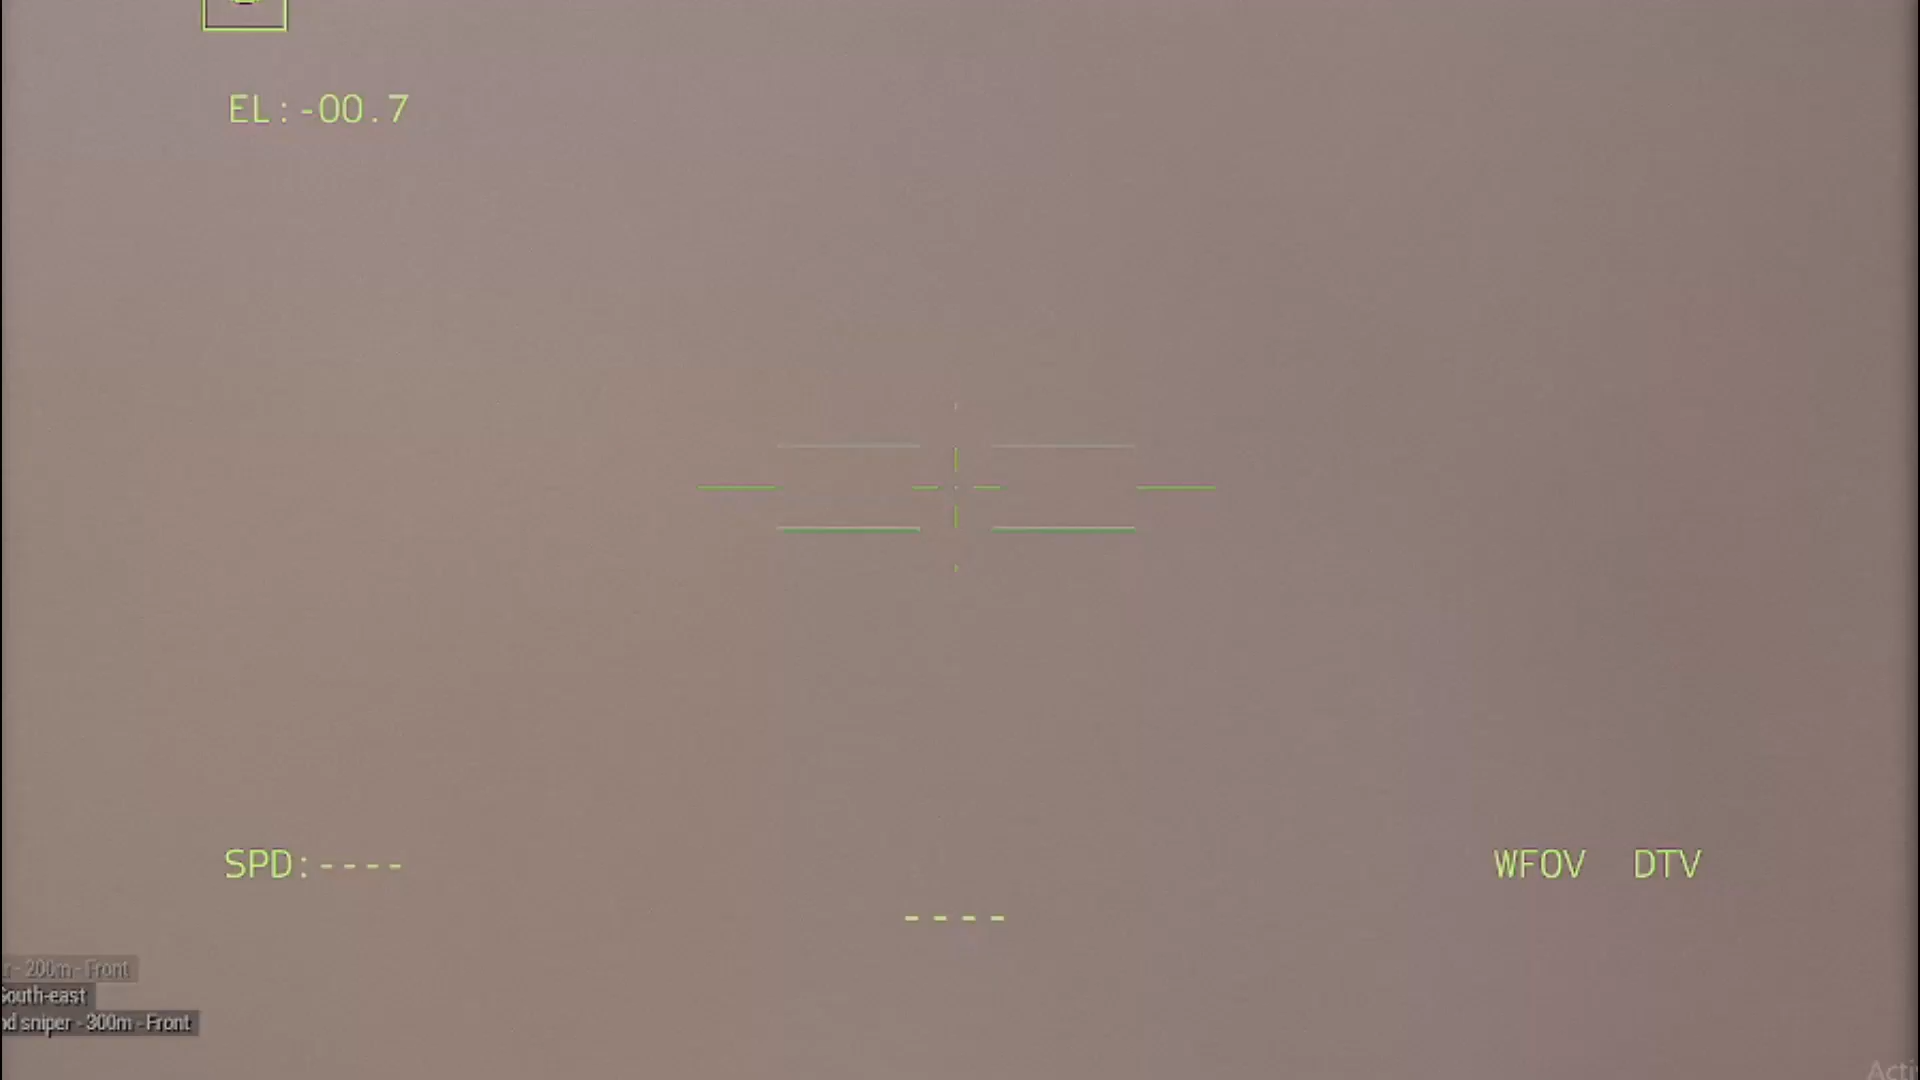 EL:-00.7
SPD:----
WFOV DTV
----
- 200m - Front
South-east
sniper - 300m - Front